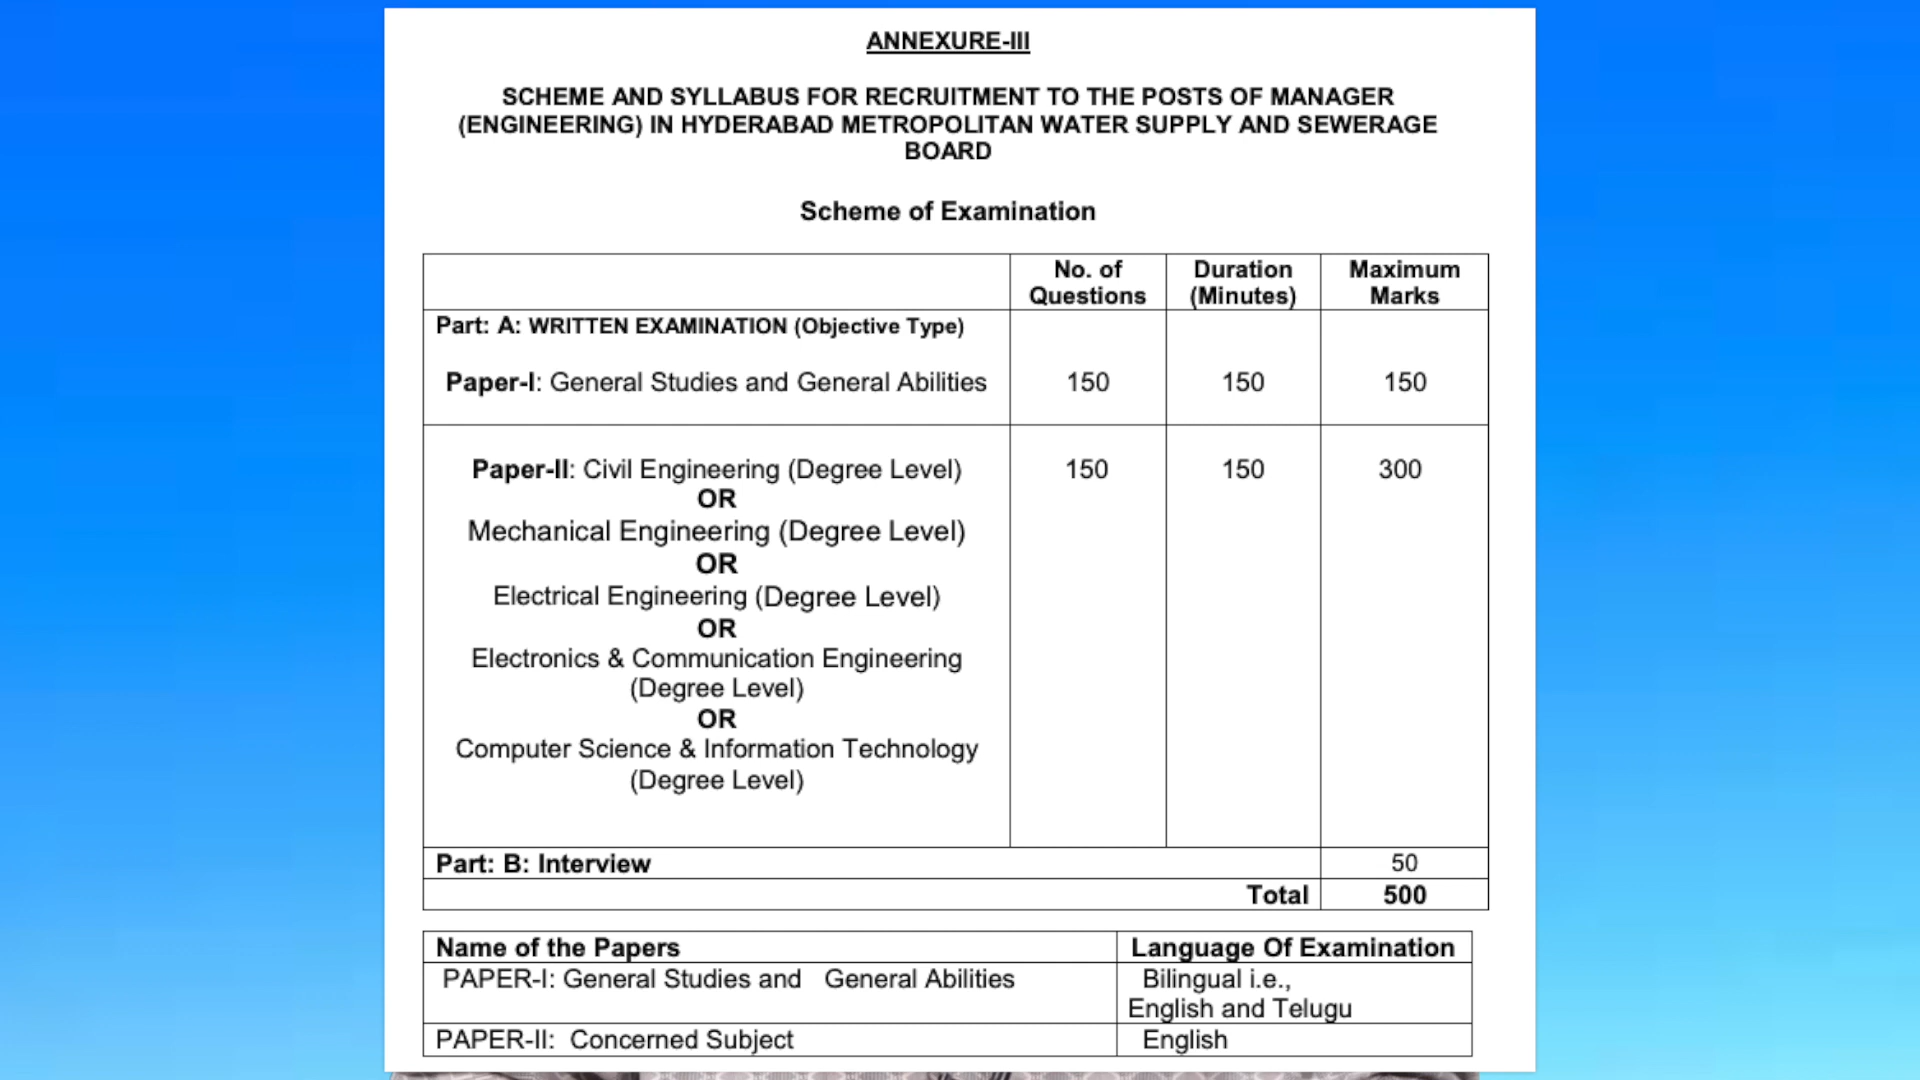 ANNEXURE-III
SCHEME AND SYLLABUS FOR RECRUITMENT TO THE POSTS OF MANAGER
(ENGINEERING) IN HYDERABAD METROPOLITAN WATER SUPPLY AND SEWERAGE
BOARD
Scheme of Examination
No. of Questions
Duration (Minutes)
Maximum Marks
Part: A: WRITTEN EXAMINATION (Objective Type)
Paper-I: General Studies and General Abilities 150 150 150
Paper-II: Civil Engineering (Degree Level) 150 150 300
OR
Mechanical Engineering (Degree Level)
OR
Electrical Engineering (Degree Level)
OR
Electronics & Communication Engineering
(Degree Level)
OR
Computer Science & Information Technology
(Degree Level)
Part: B: Interview 50
Total 500
Name of the Papers Language Of Examination
PAPER-I: General Studies and General Abilities Bilingual i.e.,
English and Telugu
PAPER-II: Concerned Subject English